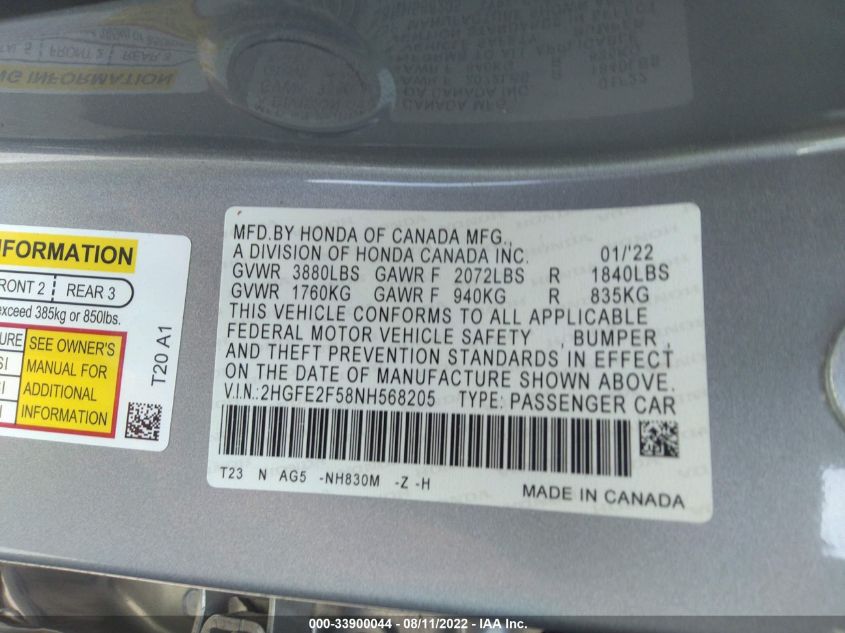 NFORMATION
FRONT 2 | REAR 3
exceed 385kg or 850lbs.
SEE OWNER'S
MANUAL FOR
ADDITIONAL
INFORMATION
T20 A1
MFD.BY HONDA OF CANADA MFG.,
A DIVISION OF HONDA CANADA INC. 01/'22
GVWR 3880LBS GAWR F 2072LBS R 1840LBS
GVWR 1760KG GAWR F 940KG R 835KG
THIS VEHICLE CONFORMS TO ALL APPLICABLE
FEDERAL MOTOR VEHICLE SAFETY BUMPER,
AND THEFT PREVENTION STANDARDS IN EFFECT
ON THE DATE OF MANUFACTURE SHOWN ABOVE.
V.I.N.:2HGFE2F58NH568205 TYPE: PASSENGER CAR
T23 N AG5 -NH830M -Z -H
MADE IN CANADA
000-33900044 - 08/11/2022 - IAA Inc.